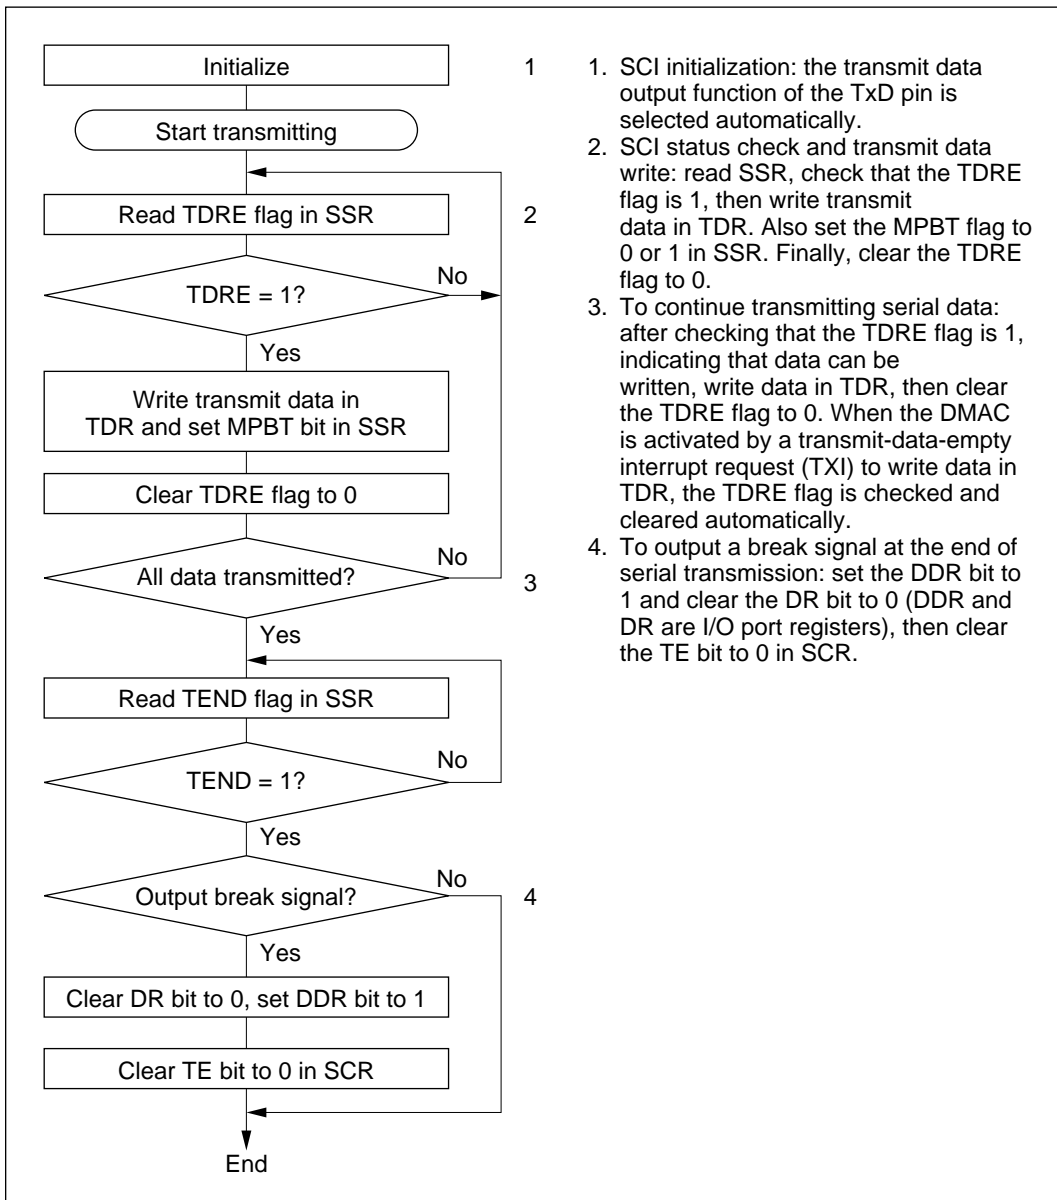 Initialize
1
Start transmitting
Read TDRE flag in SSR
2
TDRE = 1?
No
Yes
Write transmit data in
TDR and set MPBT bit in SSR
Clear TDRE flag to 0
All data transmitted?
No
3
Yes
Read TEND flag in SSR
TEND = 1?
No
Yes
Output break signal?
No
4
Yes
Clear DR bit to 0, set DDR bit to 1
Clear TE bit to 0 in SCR
End
1. SCI initialization: the transmit data
output function of the TxD pin is
selected automatically.
2. SCI status check and transmit data
write: read SSR, check that the TDRE
flag is 1, then write transmit
data in TDR. Also set the MPBT flag to
0 or 1 in SSR. Finally, clear the TDRE
flag to 0.
3. To continue transmitting serial data:
after checking that the TDRE flag is 1,
indicating that data can be
written, write data in TDR, then clear
the TDRE flag to 0. When the DMAC
is activated by a transmit-data-empty
interrupt request (TXI) to write data in
TDR, the TDRE flag is checked and
cleared automatically.
4. To output a break signal at the end of
serial transmission: set the DDR bit to
1 and clear the DR bit to 0 (DDR and
DR are I/O port registers), then clear
the TE bit to 0 in SCR.